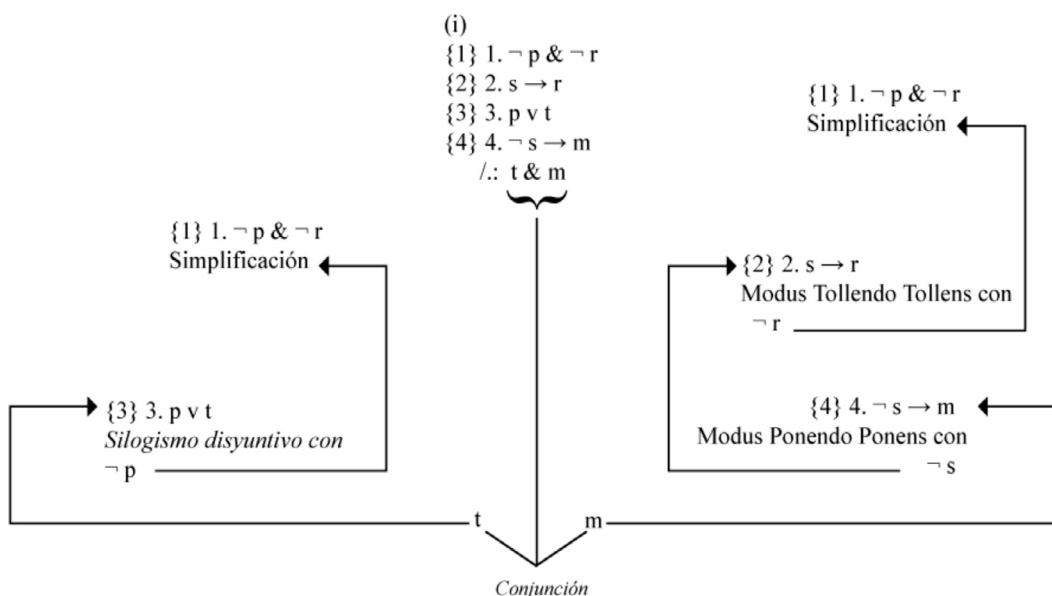 (i)
{1} 1. ¬ p & ¬ r
{2} 2. s → r
{3} 3. p v t
{4} 4. ¬ s → m
/.: t & m
{1} 1. ¬ p & ¬ r
Simplificación
{3} 3. p v t
Silogismo disyuntivo con
¬ p
{1} 1. ¬ p & ¬ r
Simplificación
{2} 2. s → r
Modus Tollendo Tollens con
¬ r
{4} 4. ¬ s → m
Modus Ponendo Ponens con
¬ s
t
m
Conjunción